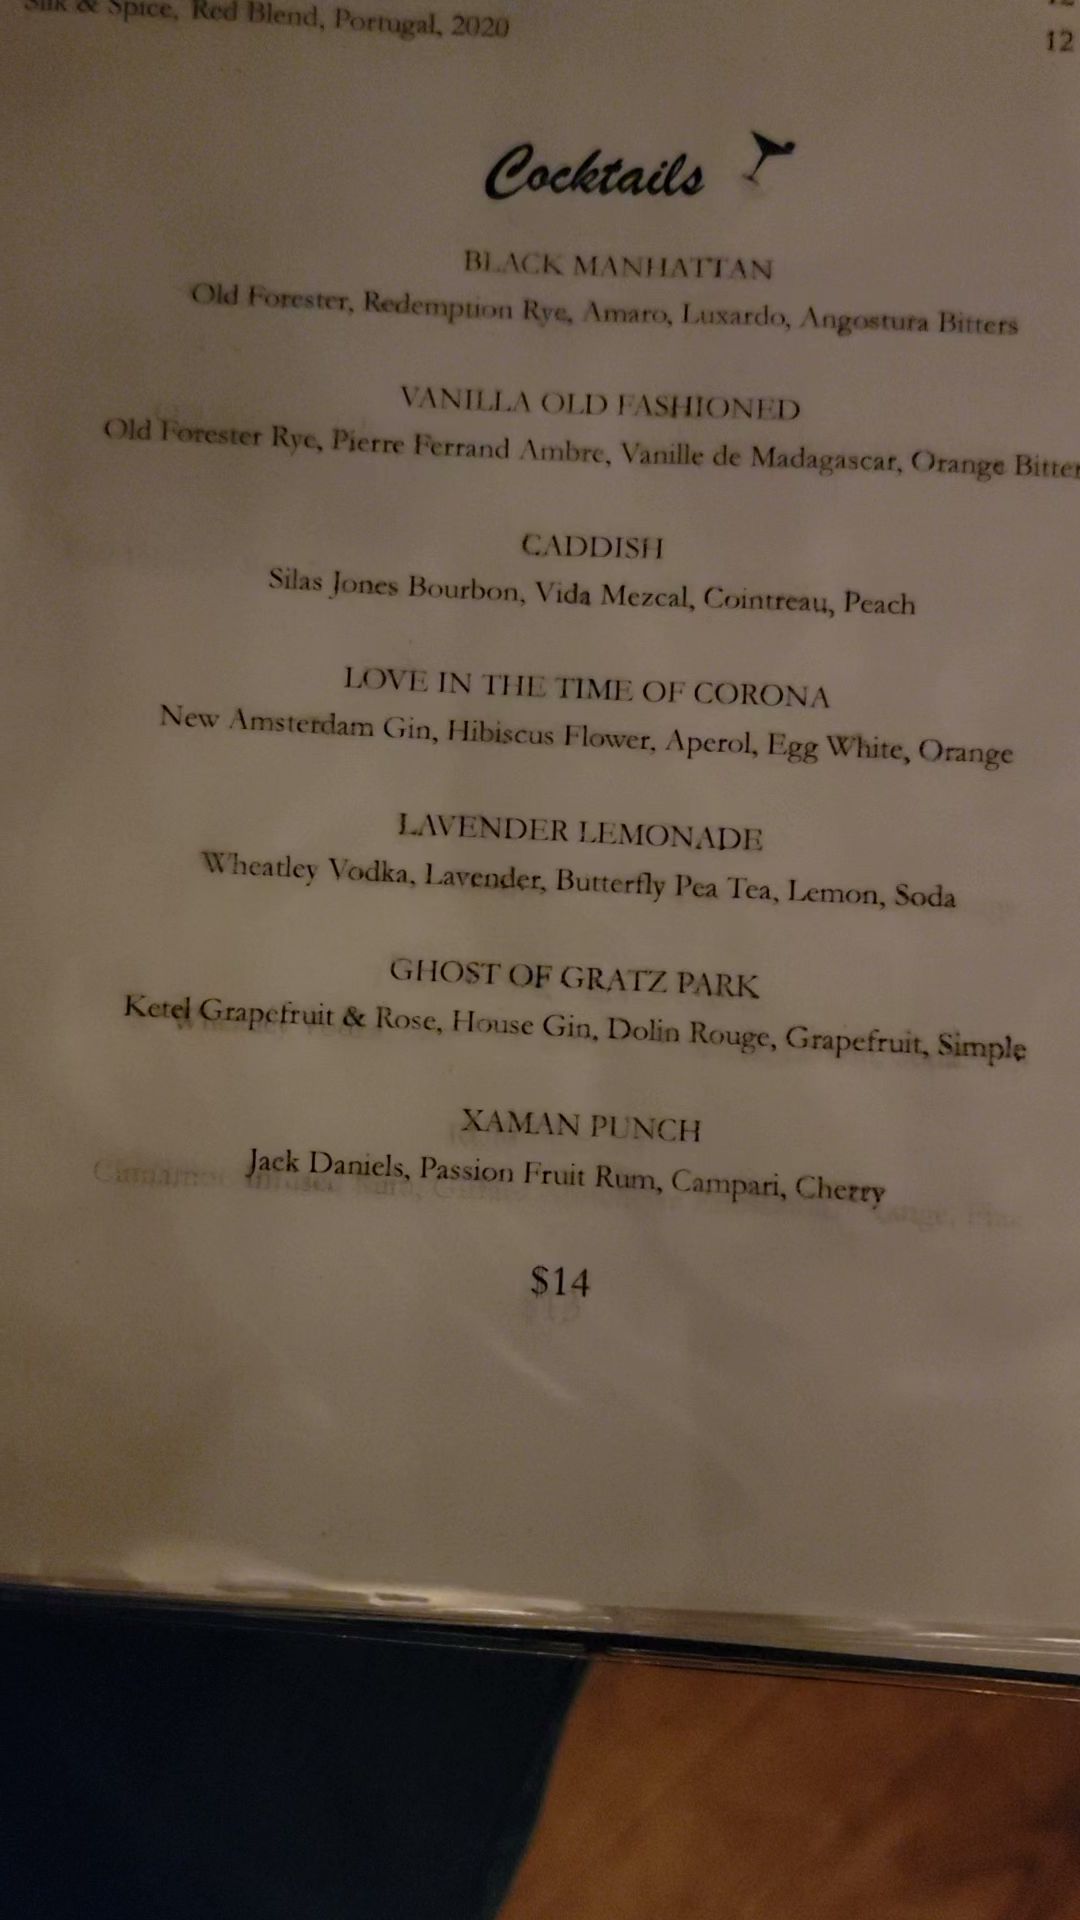 Silk & Spice, Red Blend, Portugal, 2020
12
Cocktails
BLACK MANHATTAN
Old Forester, Redemption Rye, Amaro, Luxardo, Angostura Bitters
VANILLA OLD FASHIONED
Old Forester Rye, Pierre Ferrand Ambre, Vanille de Madagascar, Orange Bitter
CADDISH
Silas Jones Bourbon, Vida Mezcal, Cointreau, Peach
LOVE IN THE TIME OF CORONA
New Amsterdam Gin, Hibiscus Flower, Aperol, Egg White, Orange
LAVENDER LEMONADE
Wheatley Vodka, Lavender, Butterfly Pea Tea, Lemon, Soda
GHOST OF GRATZ PARK
Ketel Grapefruit & Rose, House Gin, Dolin Rouge, Grapefruit, Simple
XAMAN PUNCH
Jack Daniels, Passion Fruit Rum, Campari, Cherry
$14